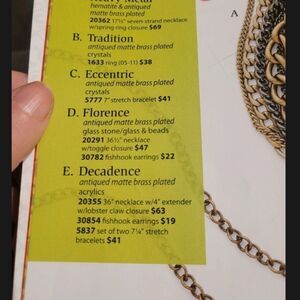 Metal
hematite & antiqued
matte brass plated
20362 17½" seven-strand necklace
w/spring ring closure $69
A
B. Tradition
antiqued matte brass plated
crystals
1633 ring (05-11) $38
C. Eccentric
antiqued matte brass plated
crystals
5777 7" stretch bracelet $41
D. Florence
antiqued matte brass plated
glass stone/glass & beads
20291 36½" necklace
w/toggle closure $47
30782 fishhook earrings $22
E. Decadence
antiqued matte brass plated
acrylics
20355 36" necklace w/4" extender
w/lobster claw closure $63
30854 fishhook earrings $19
5837 set of two 7¼" stretch
bracelets $41